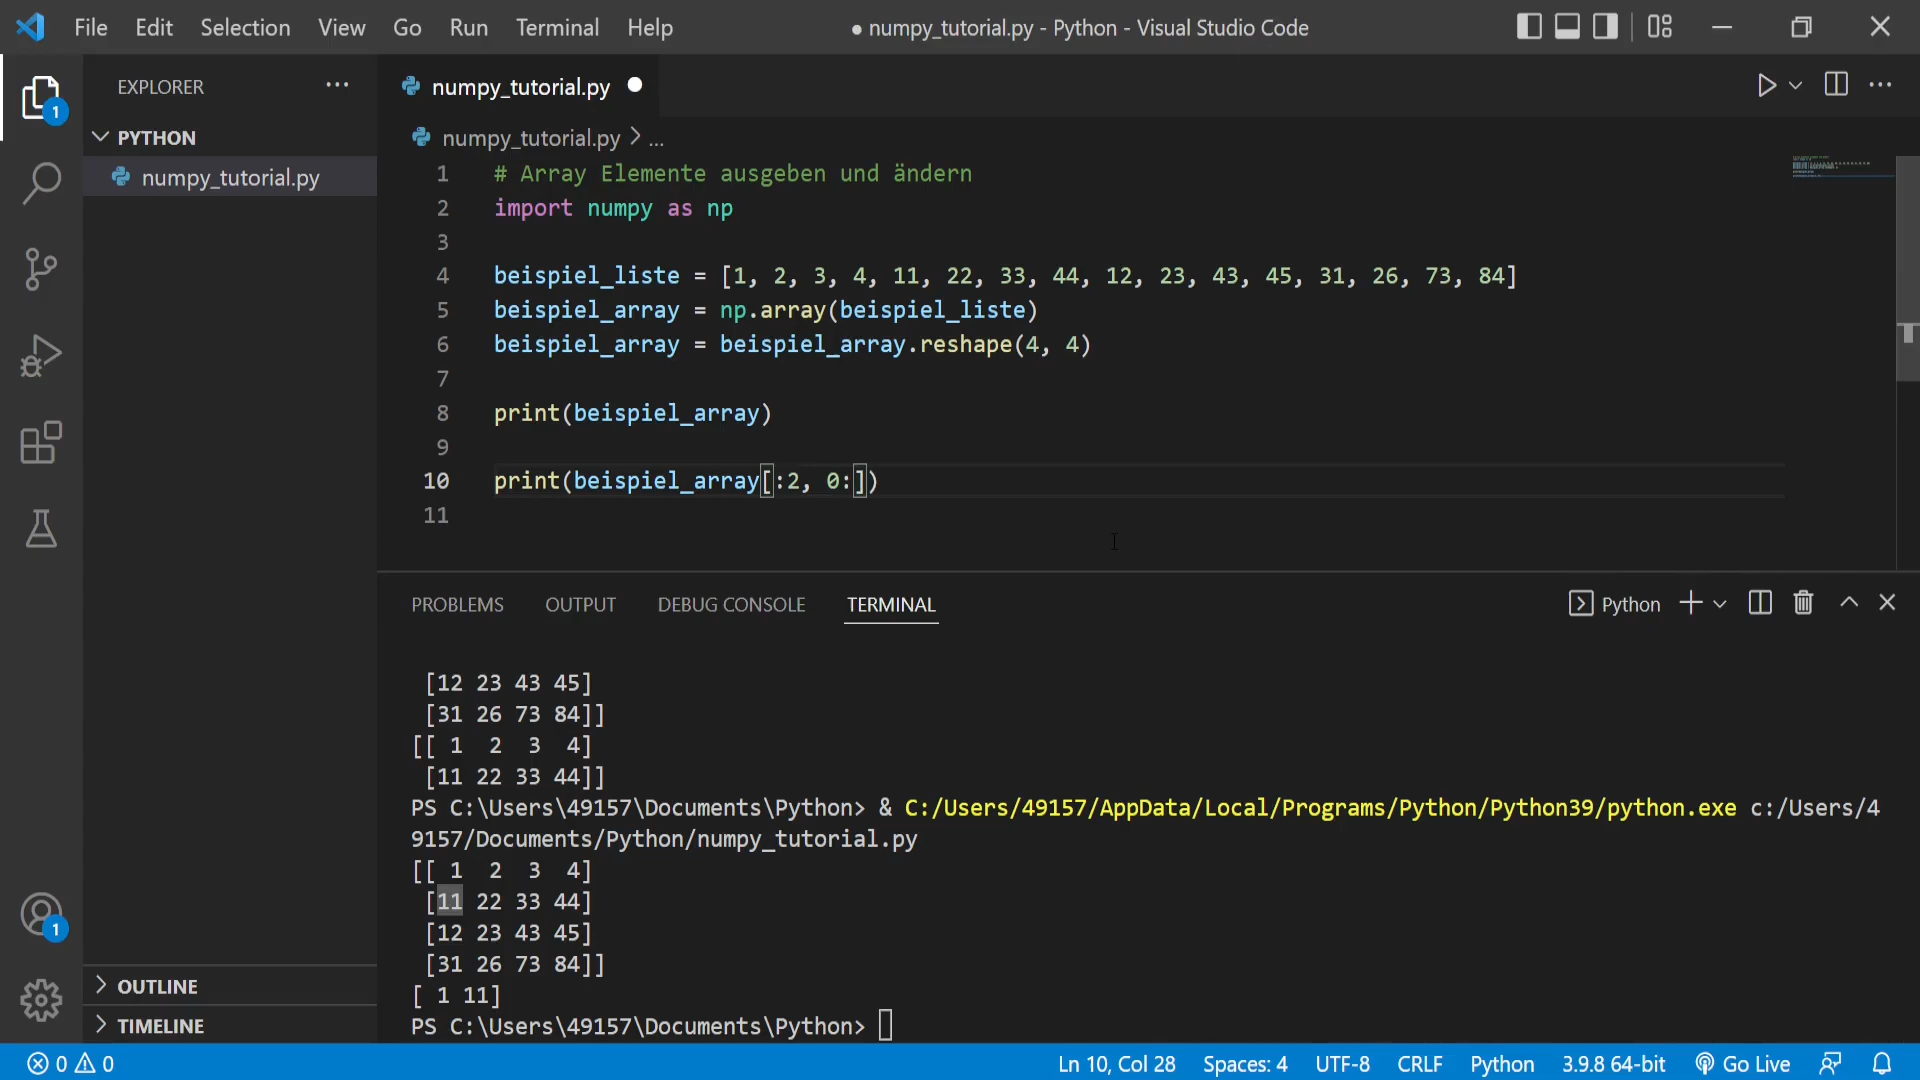 File Edit Selection View Go Run Terminal Help
● numpy_tutorial.py - Python - Visual Studio Code
EXPLORER
PYTHON
numpy_tutorial.py
OUTLINE
TIMELINE
1
1
numpy_tutorial.py
numpy_tutorial.py > ...
1 # Array Elemente ausgeben und ändern
2 import numpy as np
3
4 beispiel_liste = [1, 2, 3, 4, 11, 22, 33, 44, 12, 23, 43, 45, 31, 26, 73, 84]
5 beispiel_array = np.array(beispiel_liste)
6 beispiel_array = beispiel_array.reshape(4, 4)
7
8 print(beispiel_array)
9
10 print(beispiel_array[:2, 0:])
11
PROBLEMS OUTPUT DEBUG CONSOLE TERMINAL
Python
[12 23 43 45]
[31 26 73 84]]
[[ 1 2 3 4]
[11 22 33 44]]
PS C:\Users\49157\Documents\Python> & C:/Users/49157/AppData/Local/Programs/Python/Python39/python.exe c:/Users/4
9157/Documents/Python/numpy_tutorial.py
[[ 1 2 3 4]
[11 22 33 44]
[12 23 43 45]
[31 26 73 84]]
[ 1 11]
PS C:\Users\49157\Documents\Python>
0 0
Ln 10, Col 28 Spaces: 4 UTF-8 CRLF Python 3.9.8 64-bit Go Live